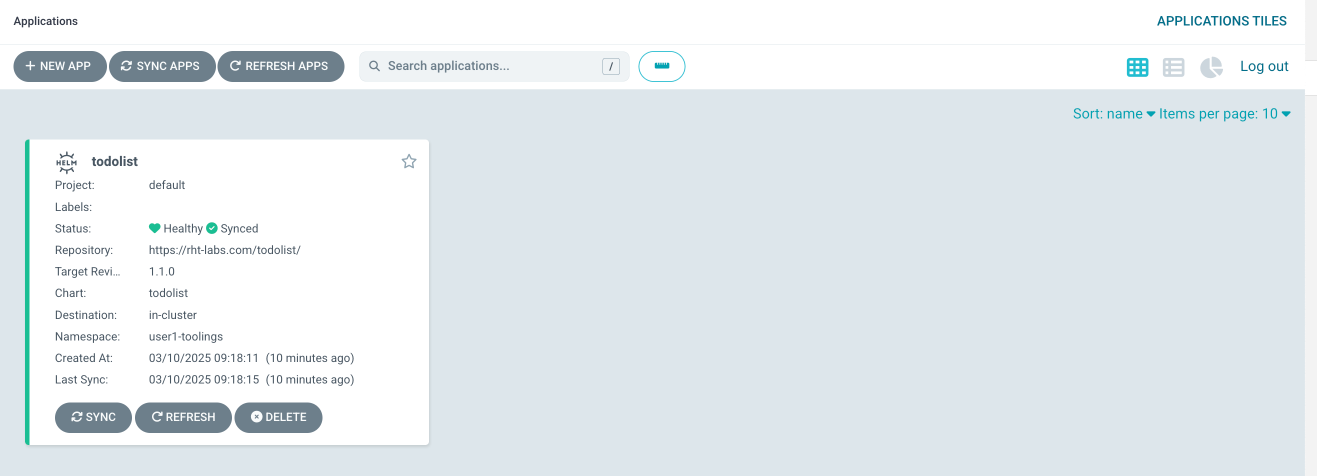 Applications
APPLICATIONS TILES
+ NEW APP
SYNC APPS
REFRESH APPS
Search applications...
/
Log out
Sort: name
Items per page: 10
HELM
todolist
Project: default
Labels:
Status: Healthy Synced
Repository: https://rht-labs.com/todolist/
Target Revi... 1.1.0
Chart: todolist
Destination: in-cluster
Namespace: user1-toolings
Created At: 03/10/2025 09:18:11 (10 minutes ago)
Last Sync: 03/10/2025 09:18:15 (10 minutes ago)
SYNC
REFRESH
DELETE